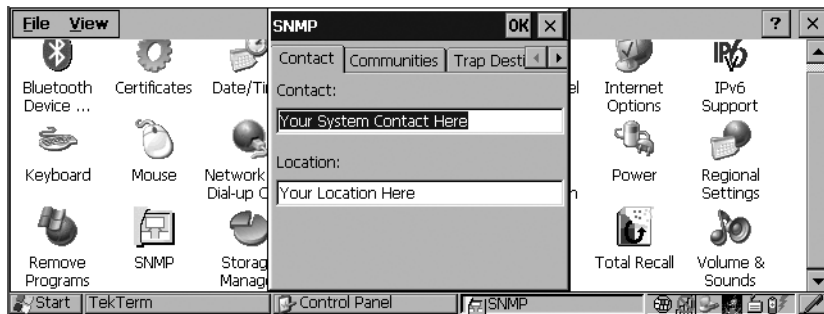 File View
?
Bluetooth
Device ...
Certificates
Date/Ti
Internet
Options
IPv6
IPv6
Support
Keyboard
Mouse
Network
Dial-up C
Power
Regional
Settings
Remove
Programs
SNMP
Storag
Manag
Total Recall
Volume &
Sounds
SNMP
OK
Contact
Communities
Trap Desti
Contact:
Your System Contact Here
Location:
Your Location Here
Start
TekTerm
Control Panel
SNMP